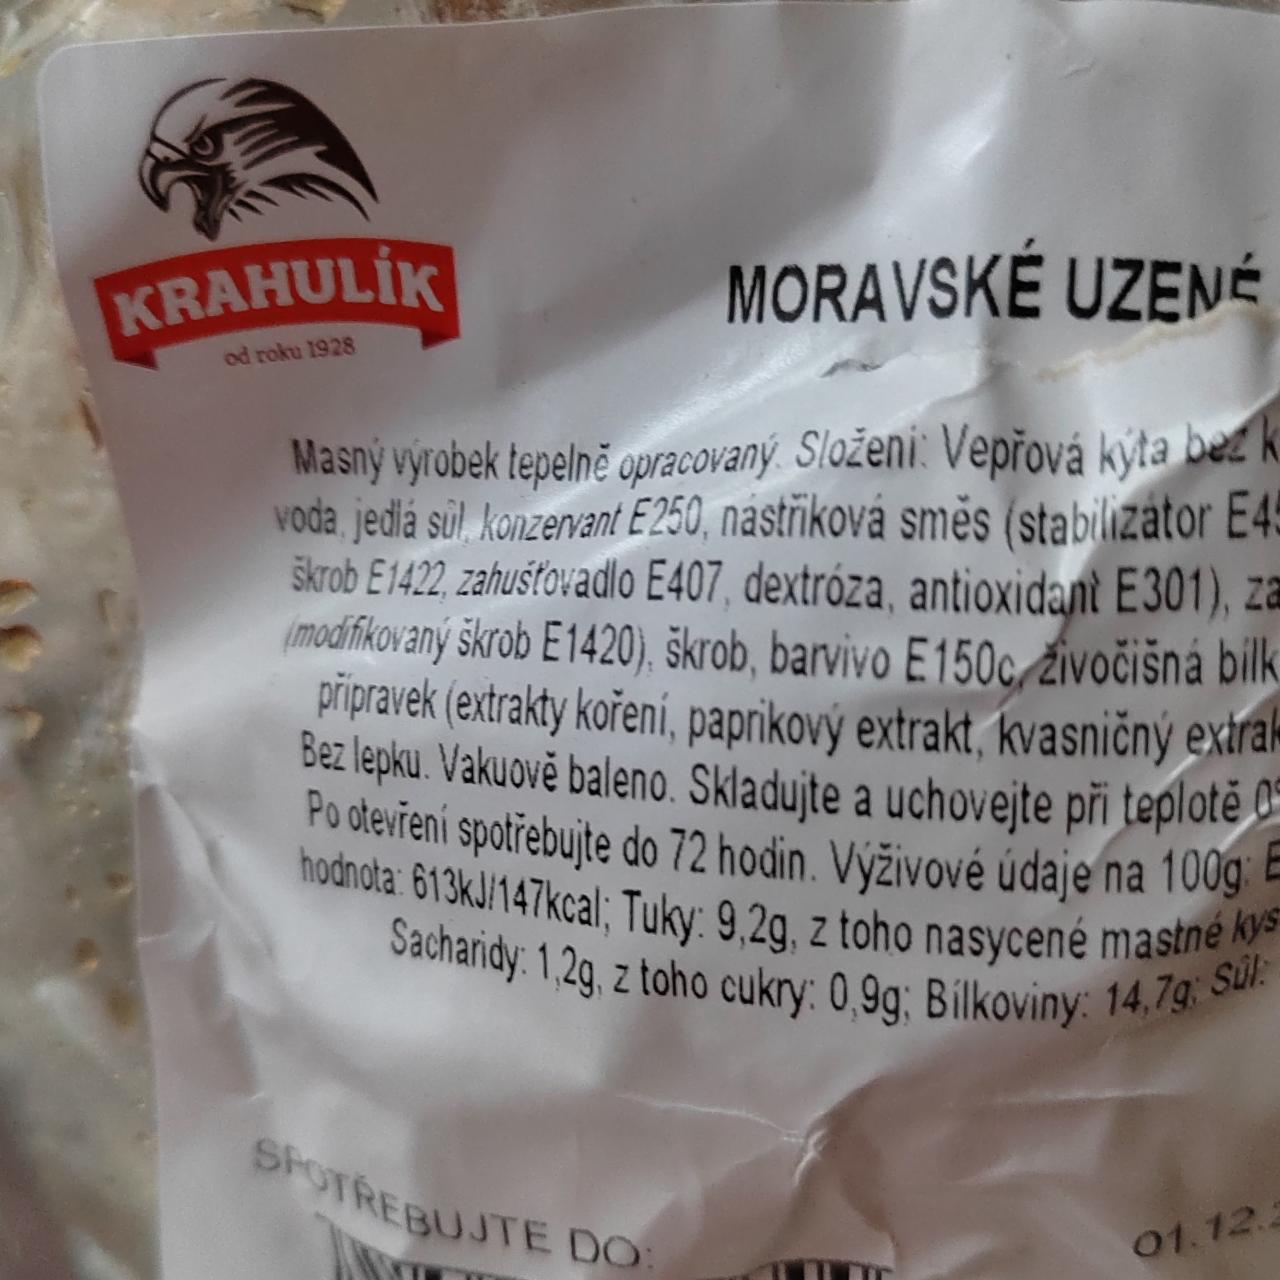 KRAHULÍK
od roku 1928
MORAVSKÉ UZENÉ
Masný výrobek tepelně opracovaný. Složení: Vepřová kýta bez
voda, jedlá sůl, konzervant E250, nástřiková směs (stabilizátor
škrob E1422, zahušťovadlo E407, dextróza, antioxidant E301),
(modifikovaný škrob E1420), škrob, barvivo E150c, živočišná
přípravek (extrakty koření, paprikový extrakt, kvasničný
Bez lepku. Vakuově baleno. Skladujte a uchovejte při teplotě
Po otevření spotřebujte do 72 hodin. Výživové údaje na 100g:
hodnota: 613kJ/147kcal; Tuky: 9,2g, z toho nasycené mastné
Sacharidy: 1,2g, z toho cukry: 0,9g; Bílkoviny: 14,7g; Sůl:
SPOTŘEBUJTE DO:
01.12.